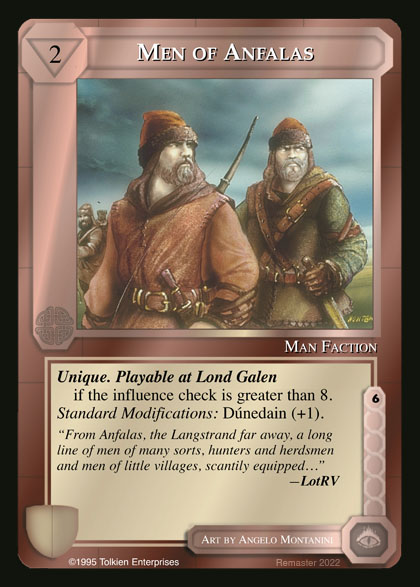 2
Men of Anfalas
Man Faction
Unique. Playable at Lond Galen
if the influence check is greater than 8.
Standard Modifications: Dúnedain (+1).
6
“From Anfalas, the Langstrand far away, a long
line of men of many sorts, hunters and herdsmen
and men of little villages, scantily equipped…”
—LotRV
Art by Angelo Montanini
©1995 Tolkien Enterprises
Remaster 2022